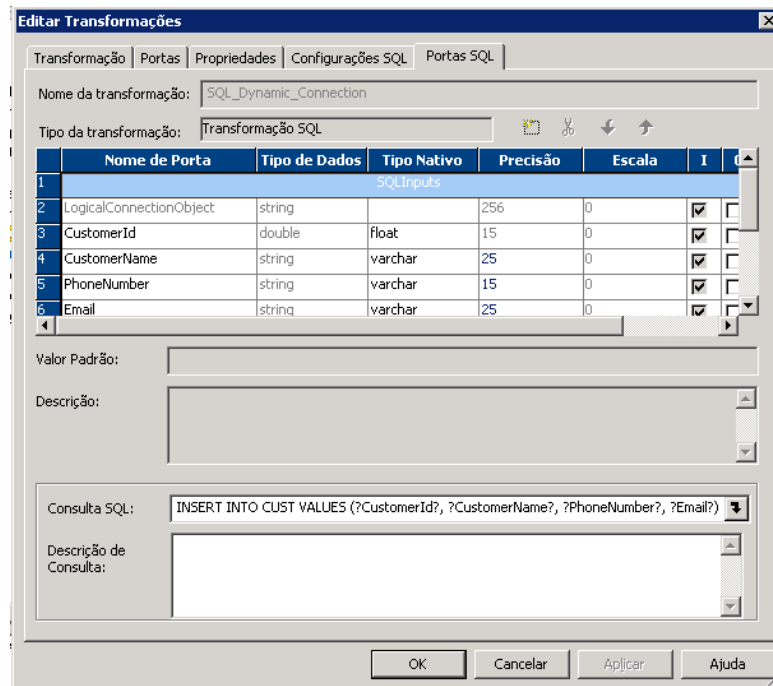 Editar Transformações
Transformação Portas Propriedades Configurações SQL Portas SQL
Nome da transformação: SQL_Dynamic_Connection
Tipo da transformação: Transformação SQL
Nome de Porta Tipo de Dados Tipo Nativo Precisão Escala I
1 SQLInputs
2 LogicalConnectionObject string 256 0
3 CustomerId double float 15 0
4 CustomerName string varchar 25 0
5 PhoneNumber string varchar 15 0
6 Email string varchar 25 0
Valor Padrão:
Descrição:
Consulta SQL: INSERT INTO CUST VALUES (?CustomerId?, ?CustomerName?, ?PhoneNumber?, ?Email?)
Descrição de
Consulta:
OK Cancelar Aplicar Ajuda